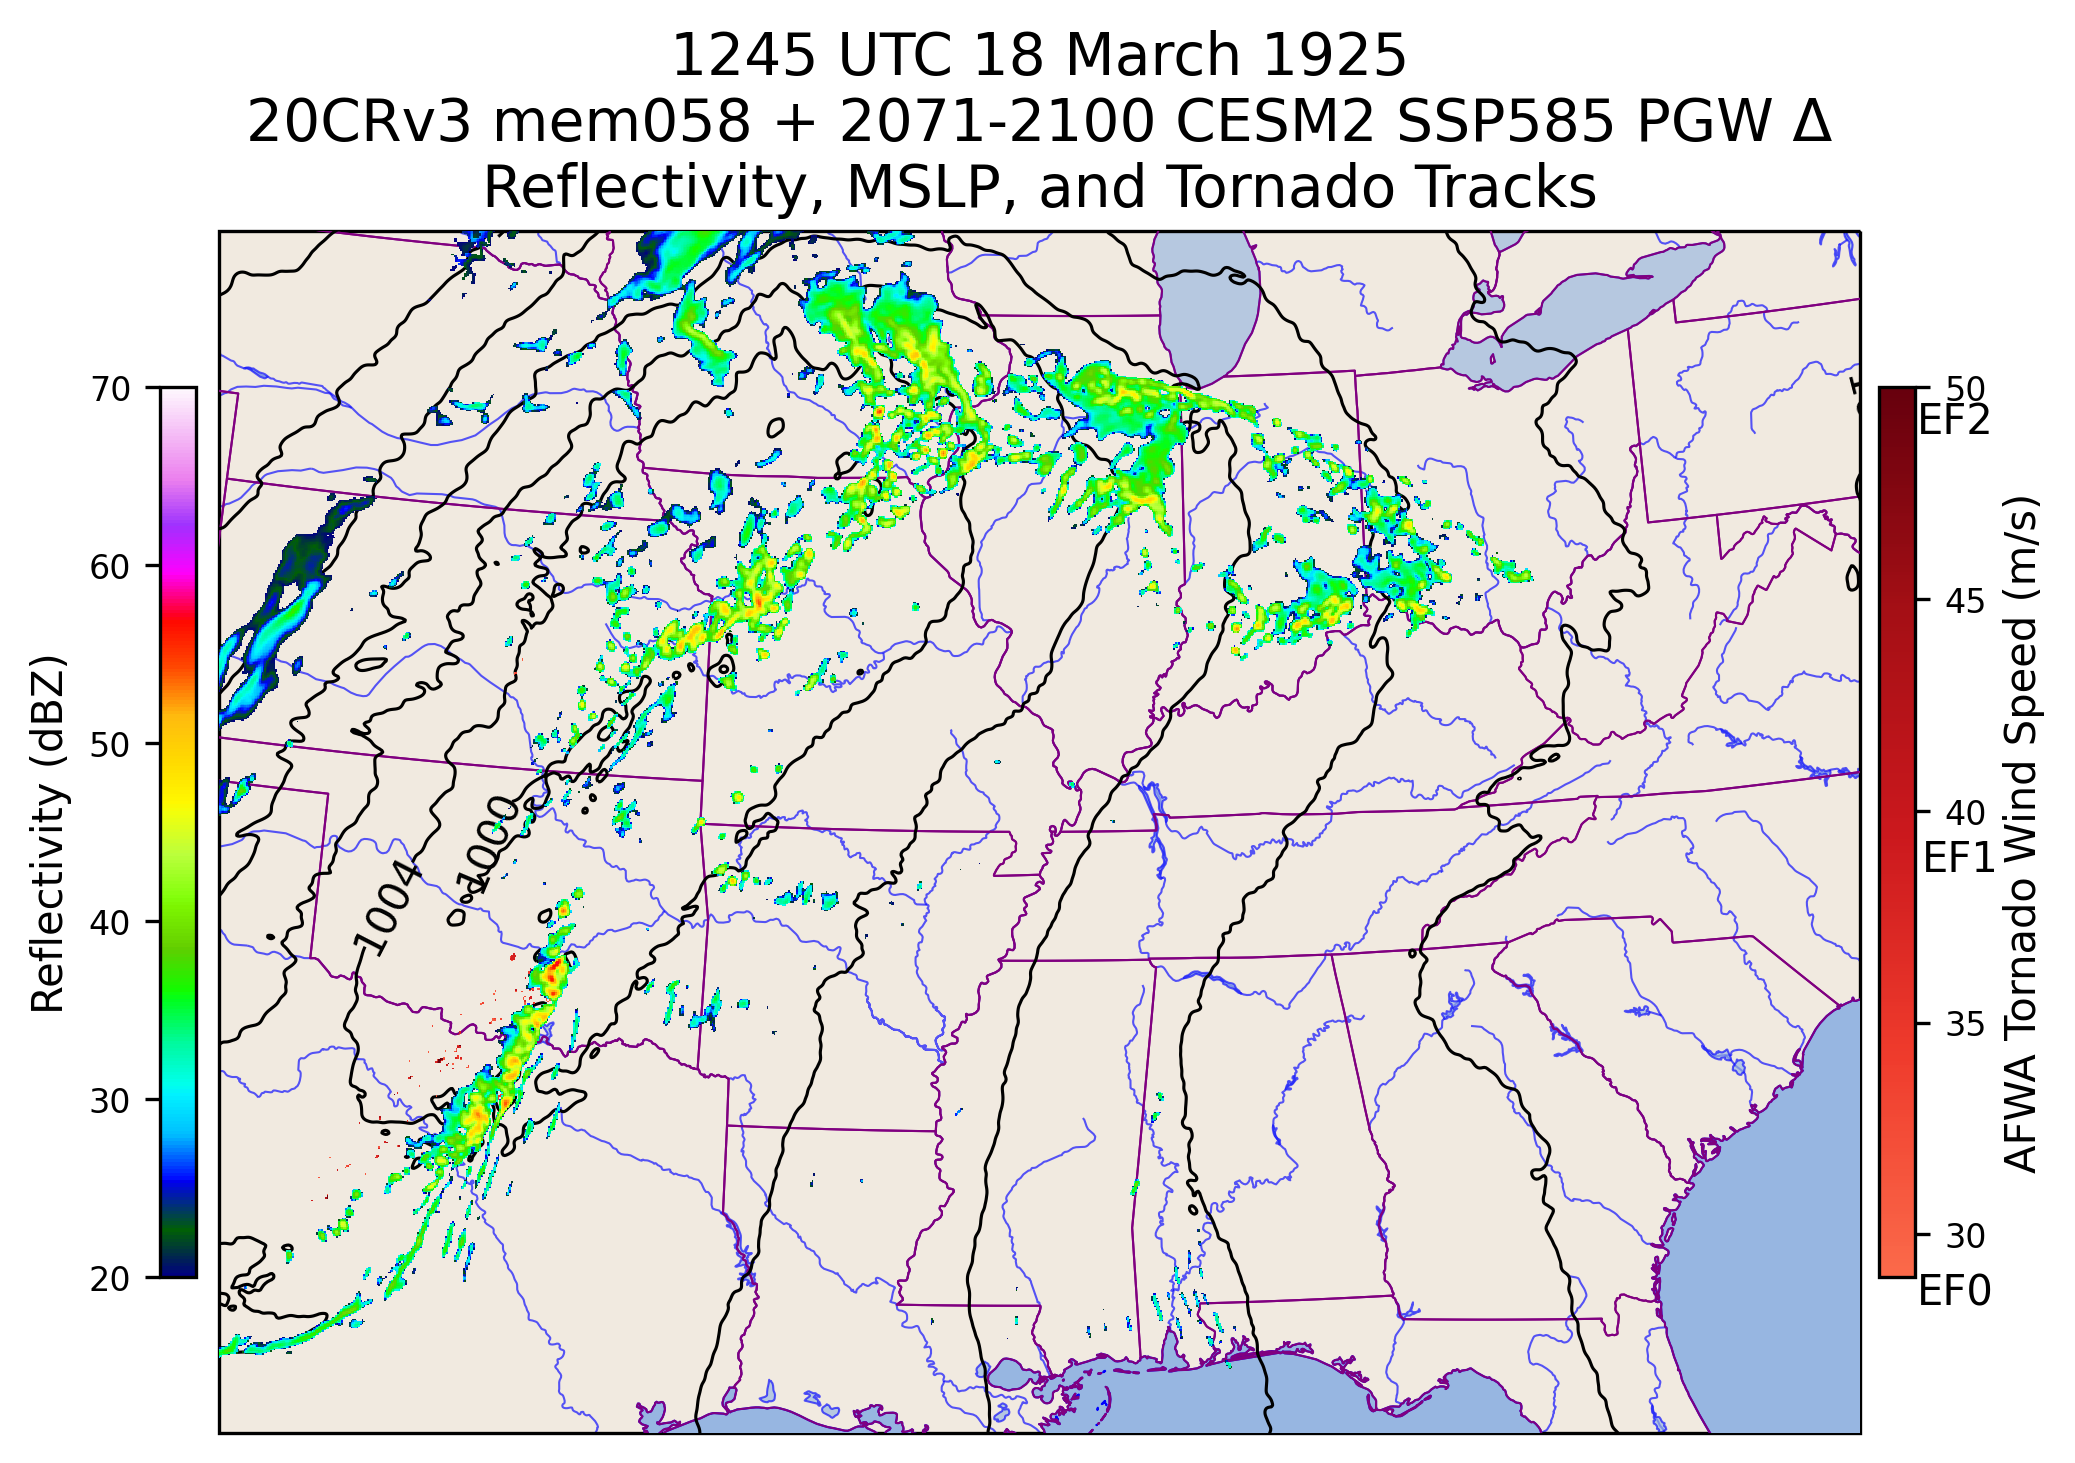 1245 UTC 18 March 1925
20CRv3 mem058 + 2071-2100 CESM2 SSP585 PGW Δ
Reflectivity, MSLP, and Tornado Tracks
70
60
50
40
30
20
Reflectivity (dBZ)
1000
1004
50
EF2
45
40
EF1
35
30
EF0
AFWA Tornado Wind Speed (m/s)